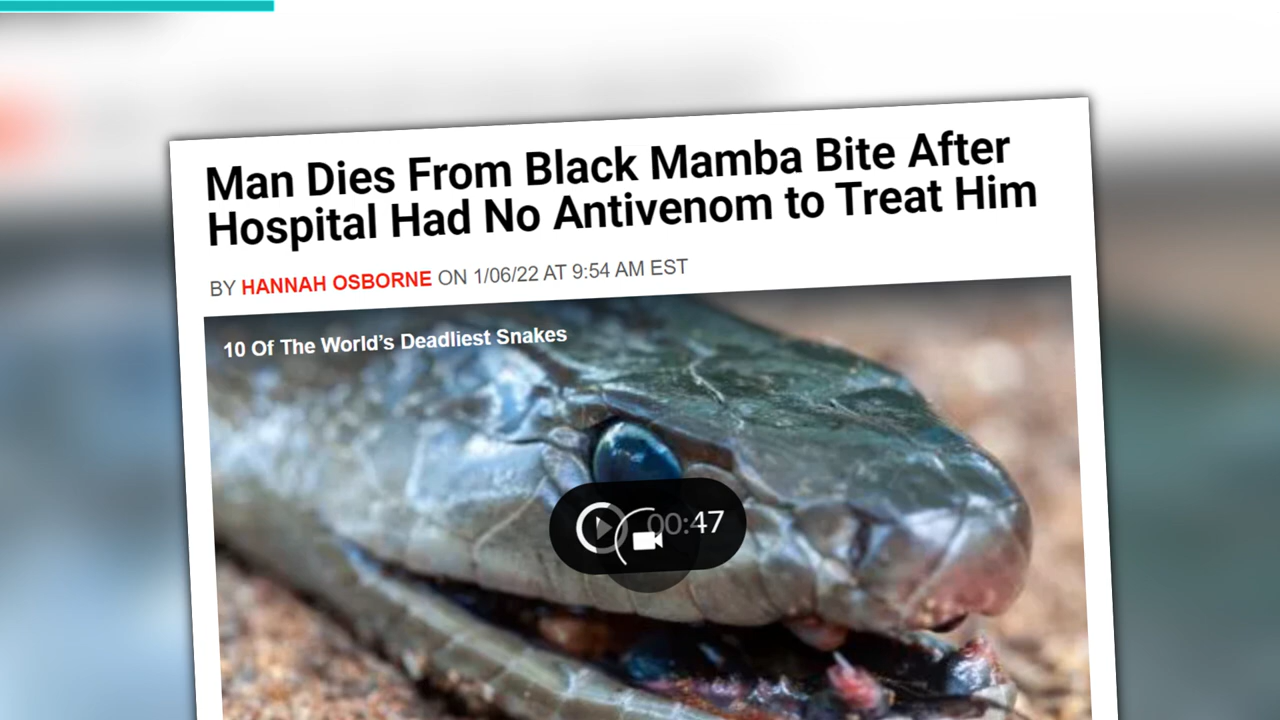 Man Dies From Black Mamba Bite After
Hospital Had No Antivenom to Treat Him
BY HANNAH OSBORNE ON 1/06/22 AT 9:54 AM EST
10 Of The World’s Deadliest Snakes
00:47